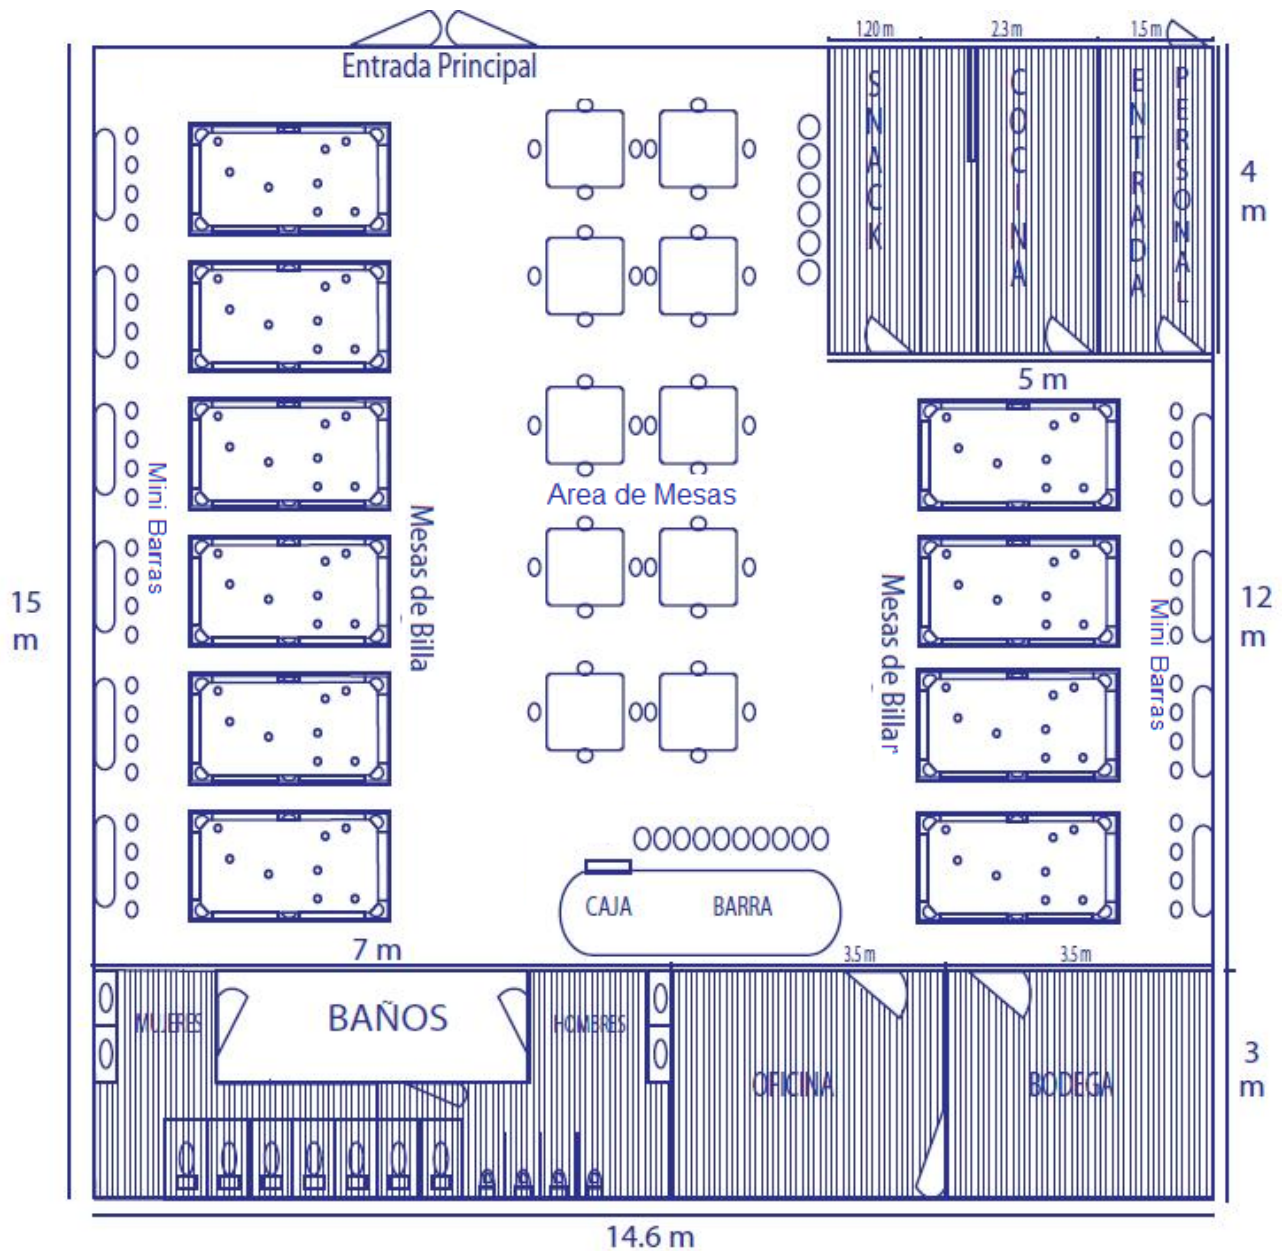 1.20 m 2.3 m 1.5 m
Entrada Principal
SNACK
COCINA
ENTRADA
PERSONAL
4 m
5 m
Mini Barras
Mesas de Billa
Area de Mesas
Mesas de Billar
Mini Barras
15 m
12 m
CAJA BARRA
7 m
3.5 m 3.5 m
MUJERES
BAÑOS
HOMBRES
OFICINA
BODEGA
3 m
14.6 m